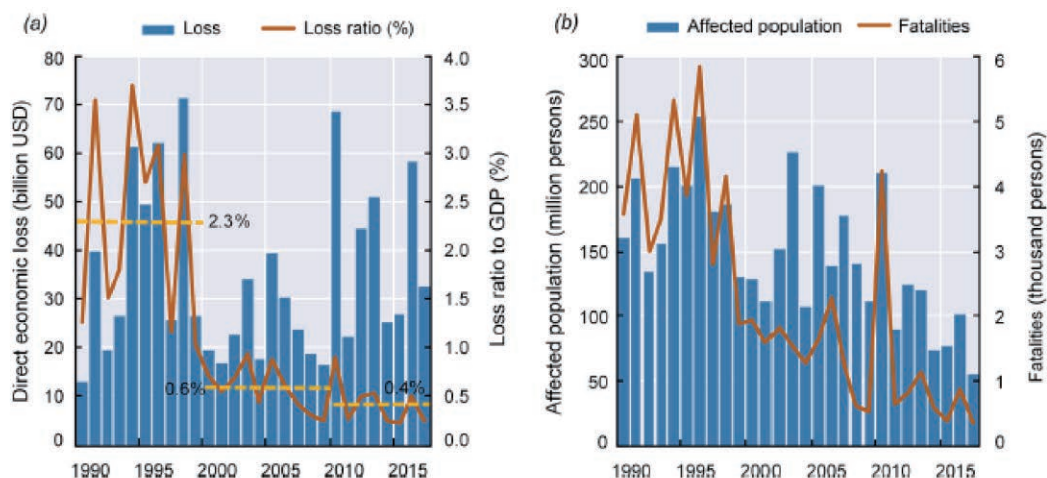 (a) Loss Loss ratio (%)
80 4.0
70 3.5
60 3.0
50 2.5
40 2.0
30 1.5
20 1.0
10 0.5
0 0.0
Direct economic loss (billion USD)
Loss ratio to GDP (%)
2.3%
0.6%
0.4%
1990 1995 2000 2005 2010 2015
(b) Affected population Fatalities
300 6
250 5
200 4
150 3
100 2
50 1
0 0
Affected population (million persons)
Fatalities (thousand persons)
1990 1995 2000 2005 2010 2015